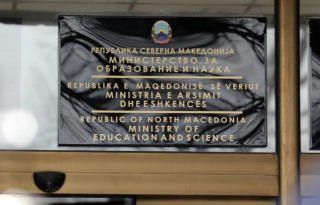 РЕПУБЛИКА СЕВЕРНА МАКЕДОНИЈА
МИНИСТЕРСТВО ЗА
ОБРАЗОВАНИЕ И НАУКА
REPUBLIKA E MAQEDONISË SË VERIUT
MINISTRIA E ARSIMIT
DHE ESHKENCËS
REPUBLIC OF NORTH MACEDONIA
MINISTRY OF
EDUCATION AND SCIENCE